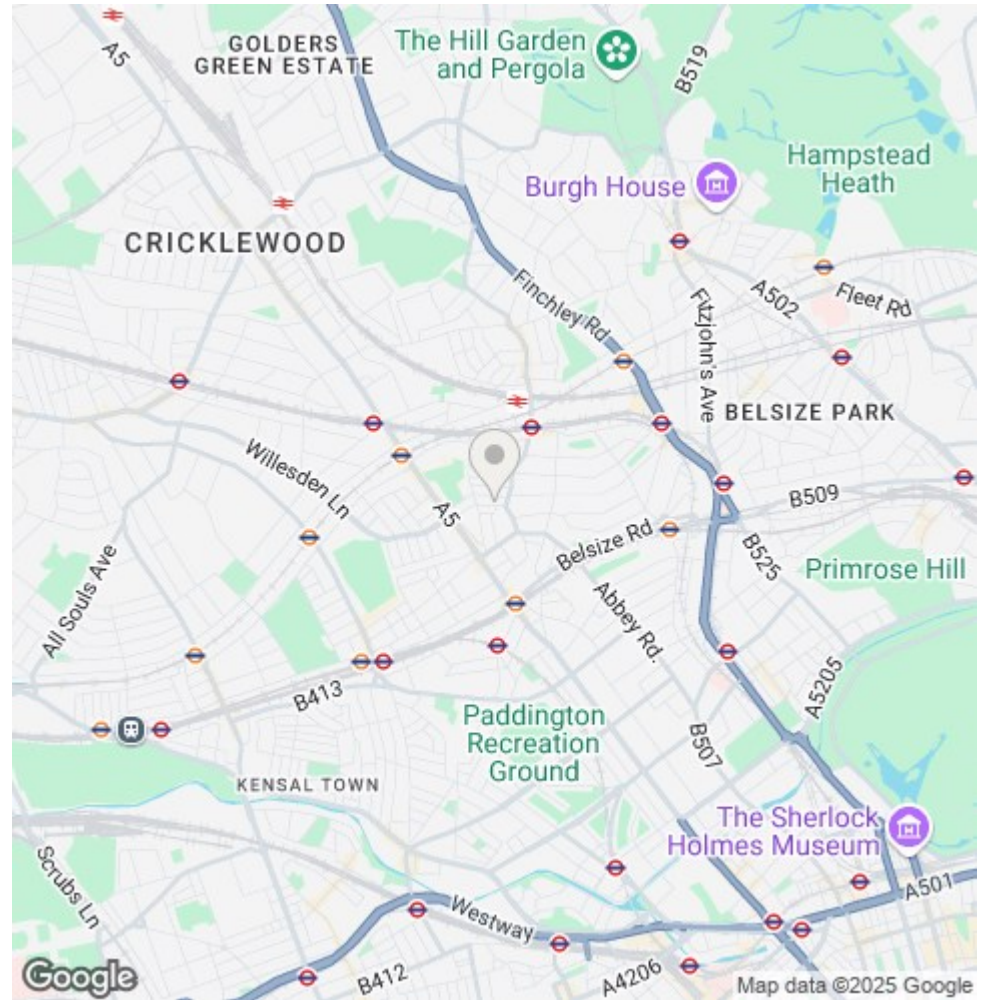 A5
GOLDERS
GREEN ESTATE
The Hill Garden
and Pergola
B519
Hampstead
Heath
Burgh House
CRICKLEWOOD
Finchley Rd
Fitzjohn's Ave
A502
Fleet Rd
BELSIZE PARK
Willesden Ln
A5
B509
Belsize Rd
B525
Primrose Hill
All Souls Ave
Abbey Rd.
A5205
B413
Paddington
Recreation
Ground
B507
KENSAL TOWN
The Sherlock
Holmes Museum
Scrubs Ln
Westway
A501
B412
A4206
Google
Map data ©2025 Google